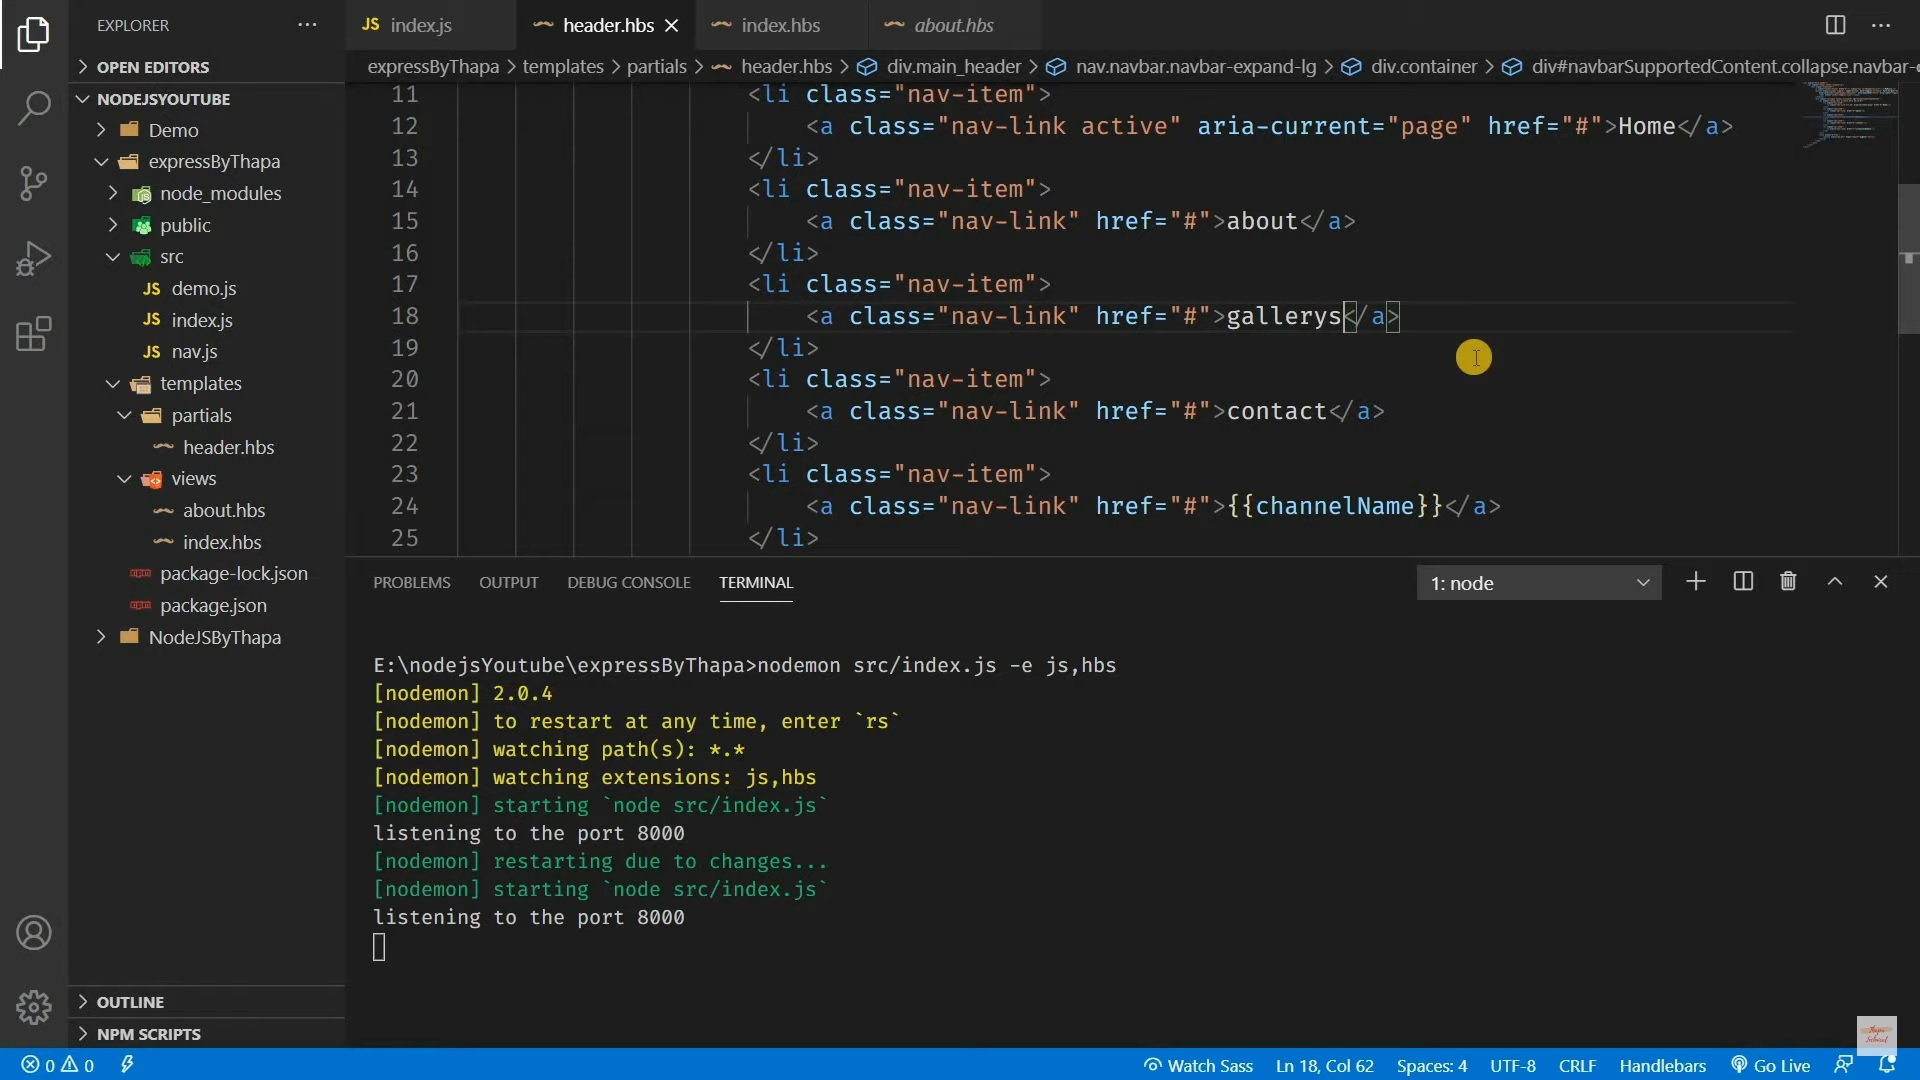 EXPLORER
OPEN EDITORS
NODEJSYOUTUBE
Demo
expressByThapa
node_modules
public
src
JS demo.js
JS index.js
JS nav.js
templates
partials
header.hbs
views
about.hbs
index.hbs
package-lock.json
package.json
NodeJSByThapa
OUTLINE
NPM SCRIPTS
JS index.js
header.hbs
index.hbs
about.hbs
expressByThapa > templates > partials > header.hbs > div.main_header > nav.navbar.navbar-expand-lg > div.container > div#navbarSupportedContent.collapse.navbar-c
11 <li class="nav-item">
12 <a class="nav-link active" aria-current="page" href="#">Home</a>
13 </li>
14 <li class="nav-item">
15 <a class="nav-link" href="#">about</a>
16 </li>
17 <li class="nav-item">
18 <a class="nav-link" href="#">gallerys</a>
19 </li>
20 <li class="nav-item">
21 <a class="nav-link" href="#">contact</a>
22 </li>
23 <li class="nav-item">
24 <a class="nav-link" href="#">{{channelName}}</a>
25 </li>
PROBLEMS OUTPUT DEBUG CONSOLE TERMINAL 1: node
E:\nodejsYoutube\expressByThapa>nodemon src/index.js -e js,hbs
[nodemon] 2.0.4
[nodemon] to restart at any time, enter `rs`
[nodemon] watching path(s): *.*
[nodemon] watching extensions: js,hbs
[nodemon] starting `node src/index.js`
listening to the port 8000
[nodemon] restarting due to changes...
[nodemon] starting `node src/index.js`
listening to the port 8000
0 0 Watch Sass Ln 18, Col 62 Spaces: 4 UTF-8 CRLF Handlebars Go Live